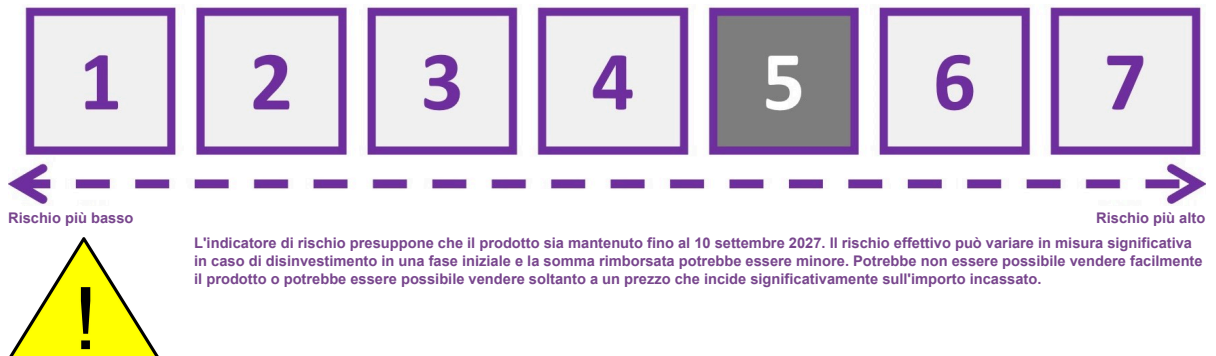 1 2 3 4 5 6 7
Rischio più basso Rischio più alto
L'indicatore di rischio presuppone che il prodotto sia mantenuto fino al 10 settembre 2027. Il rischio effettivo può variare in misura significativa
in caso di disinvestimento in una fase iniziale e la somma rimborsata potrebbe essere minore. Potrebbe non essere possibile vendere facilmente
il prodotto o potrebbe essere possibile vendere soltanto a un prezzo che incide significativamente sull'importo incassato.
!